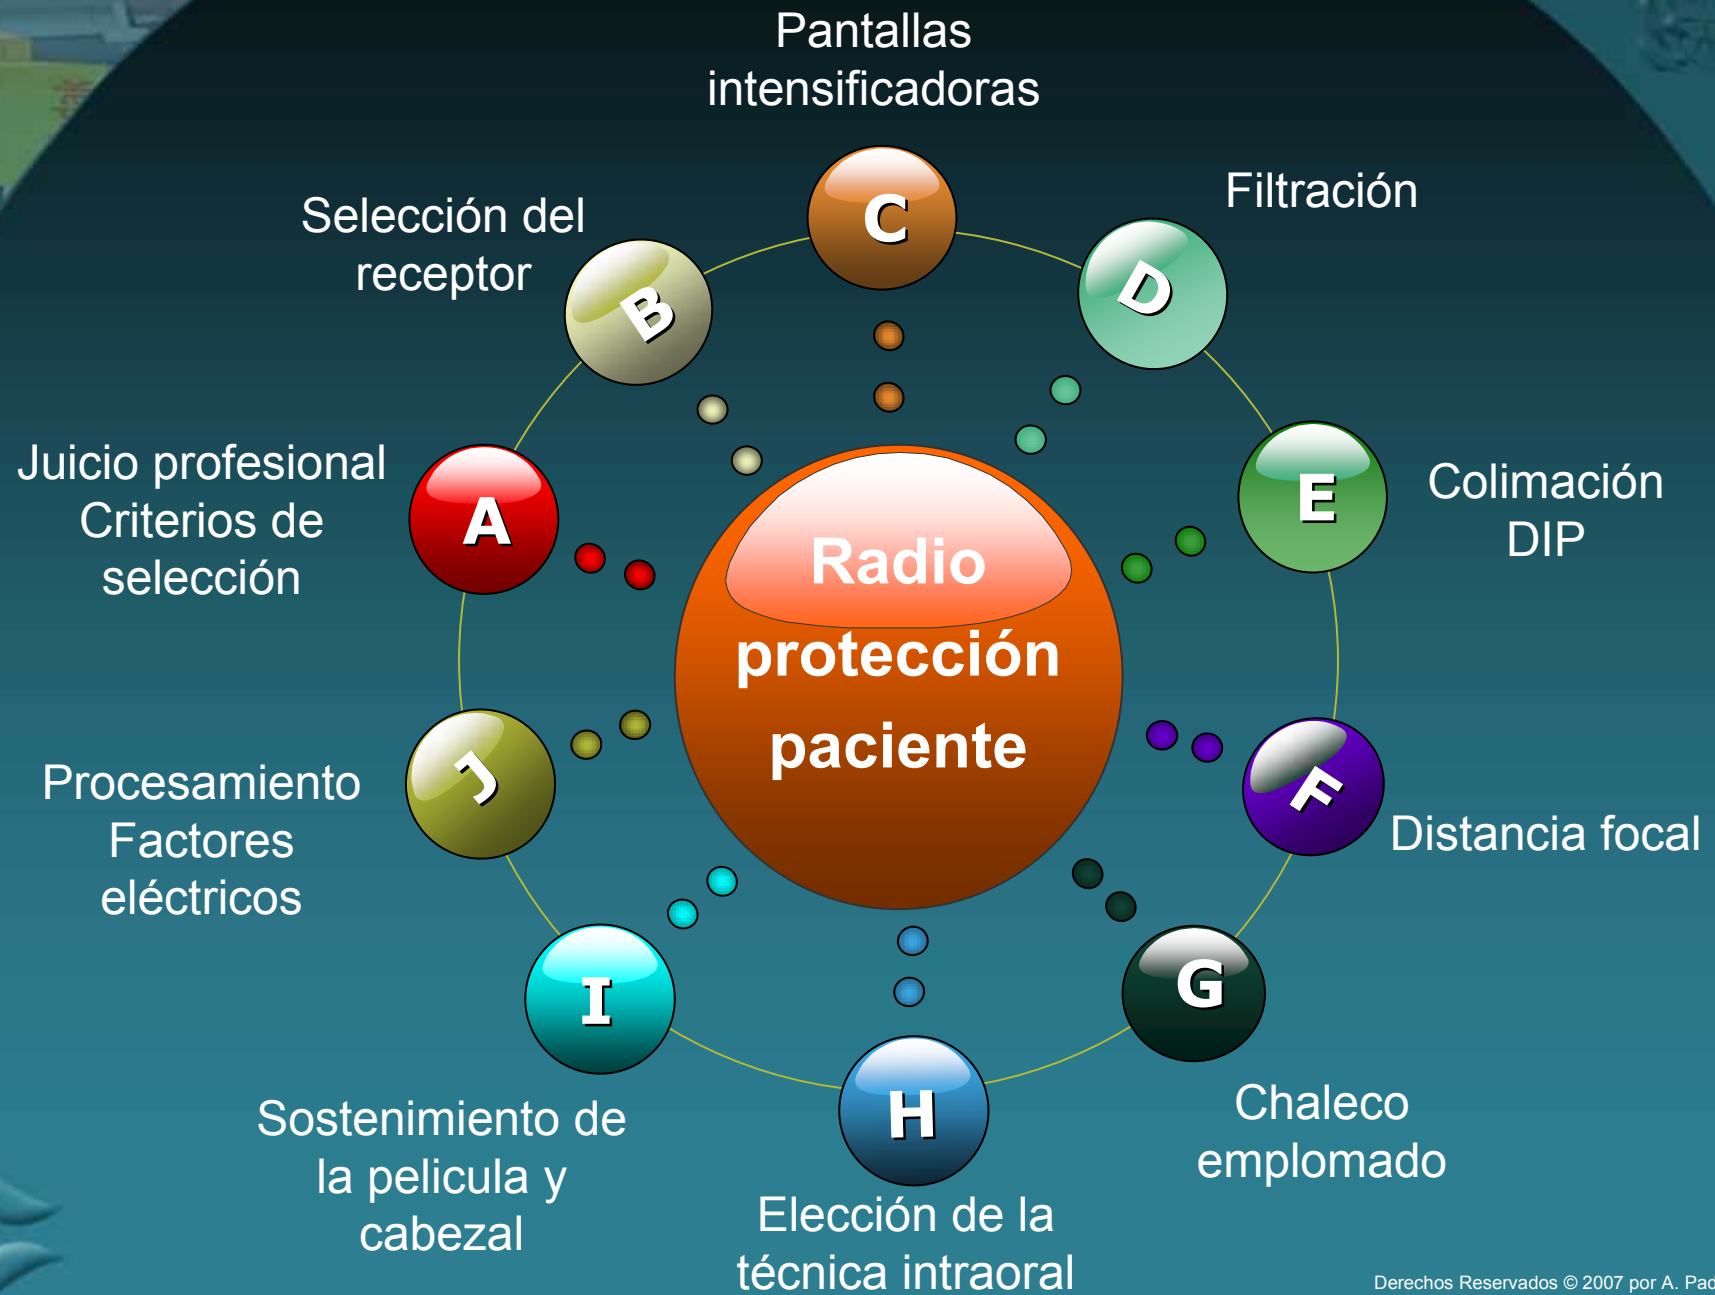 Pantallas
intensificadoras
C
Filtración
D
Selección del
receptor
B
Juicio profesional
Criterios de
selección
A
E
Colimación
DIP
Radio
protección
paciente
Procesamiento
Factores
eléctricos
J
F
Distancia focal
I
Sostenimiento de
la pelicula y
cabezal
H
Elección de la
técnica intraoral
G
Chaleco
emplomado
Derechos Reservados © 2007 por A. Pad